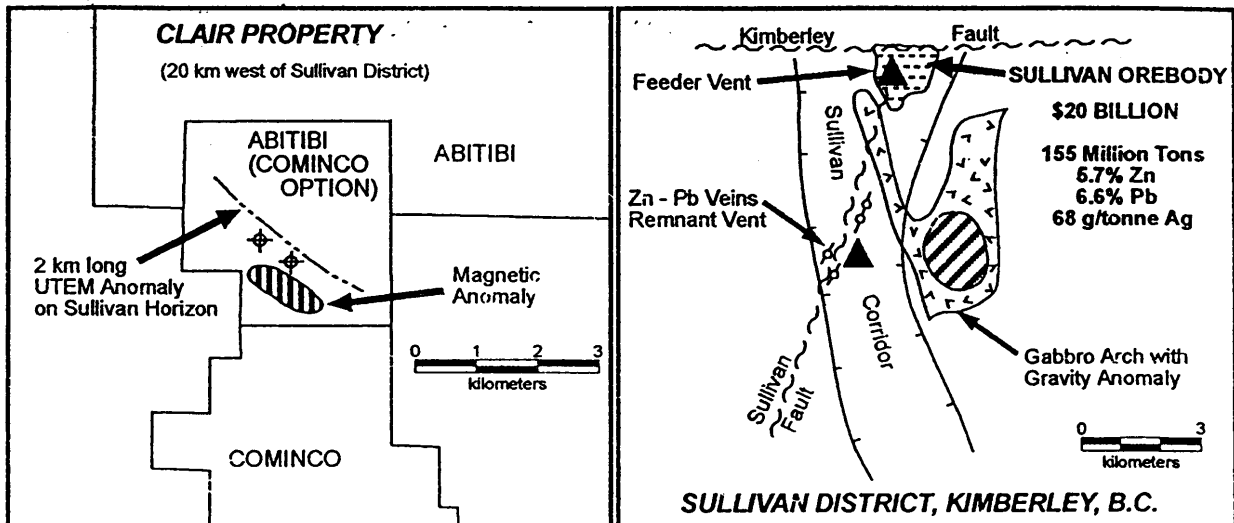 CLAIR PROPERTY
(20 km west of Sullivan District)
ABITIBI
(COMINCO
OPTION)
ABITIBI
2 km long
UTEM Anomaly
on Sullivan Horizon
Magnetic
Anomaly
0 1 2 3
kilometers
COMINCO
Kimberley Fault
Feeder Vent
SULLIVAN OREBODY
$20 BILLION
155 Million Tons
5.7% Zn
6.6% Pb
68 g/tonne Ag
Sullivan
Corridor
Zn - Pb Veins
Remnant Vent
Sullivan
Fault
Gabbro Arch with
Gravity Anomaly
0 3
kilometers
SULLIVAN DISTRICT, KIMBERLEY, B.C.